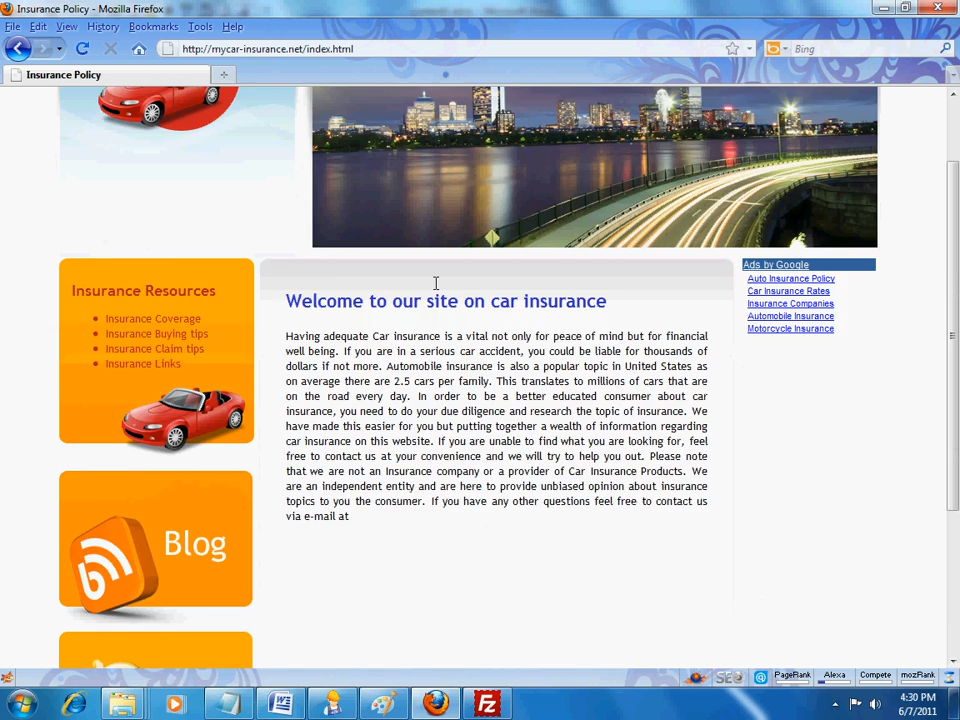 Insurance Policy - Mozilla Firefox
File Edit View History Bookmarks Tools Help
http://mycar-insurance.net/index.html
Bing
Insurance Policy
Insurance Resources
Insurance Coverage
Insurance Buying tips
Insurance Claim tips
Insurance Links
Blog
Welcome to our site on car insurance
Having adequate Car insurance is a vital not only for peace of mind but for financial
well being. If you are in a serious car accident, you could be liable for thousands of
dollars if not more. Automobile insurance is also a popular topic in United States as
on average there are 2.5 cars per family. This translates to millions of cars that are
on the road every day. In order to be a better educated consumer about car
insurance, you need to do your due diligence and research the topic of insurance. We
have made this easier for you but putting together a wealth of information regarding
car insurance on this website. If you are unable to find what you are looking for, feel
free to contact us at your convenience and we will try to help you out. Please note
that we are not an Insurance company or a provider of Car Insurance Products. We
are an independent entity and are here to provide unbiased opinion about insurance
topics to you the consumer. If you have any other questions feel free to contact us
via e-mail at
Ads by Google
Auto Insurance Policy
Car Insurance Rates
Insurance Companies
Automobile Insurance
Motorcycle Insurance
PageRank Alexa Compete mozRank
4:30 PM
6/7/2011